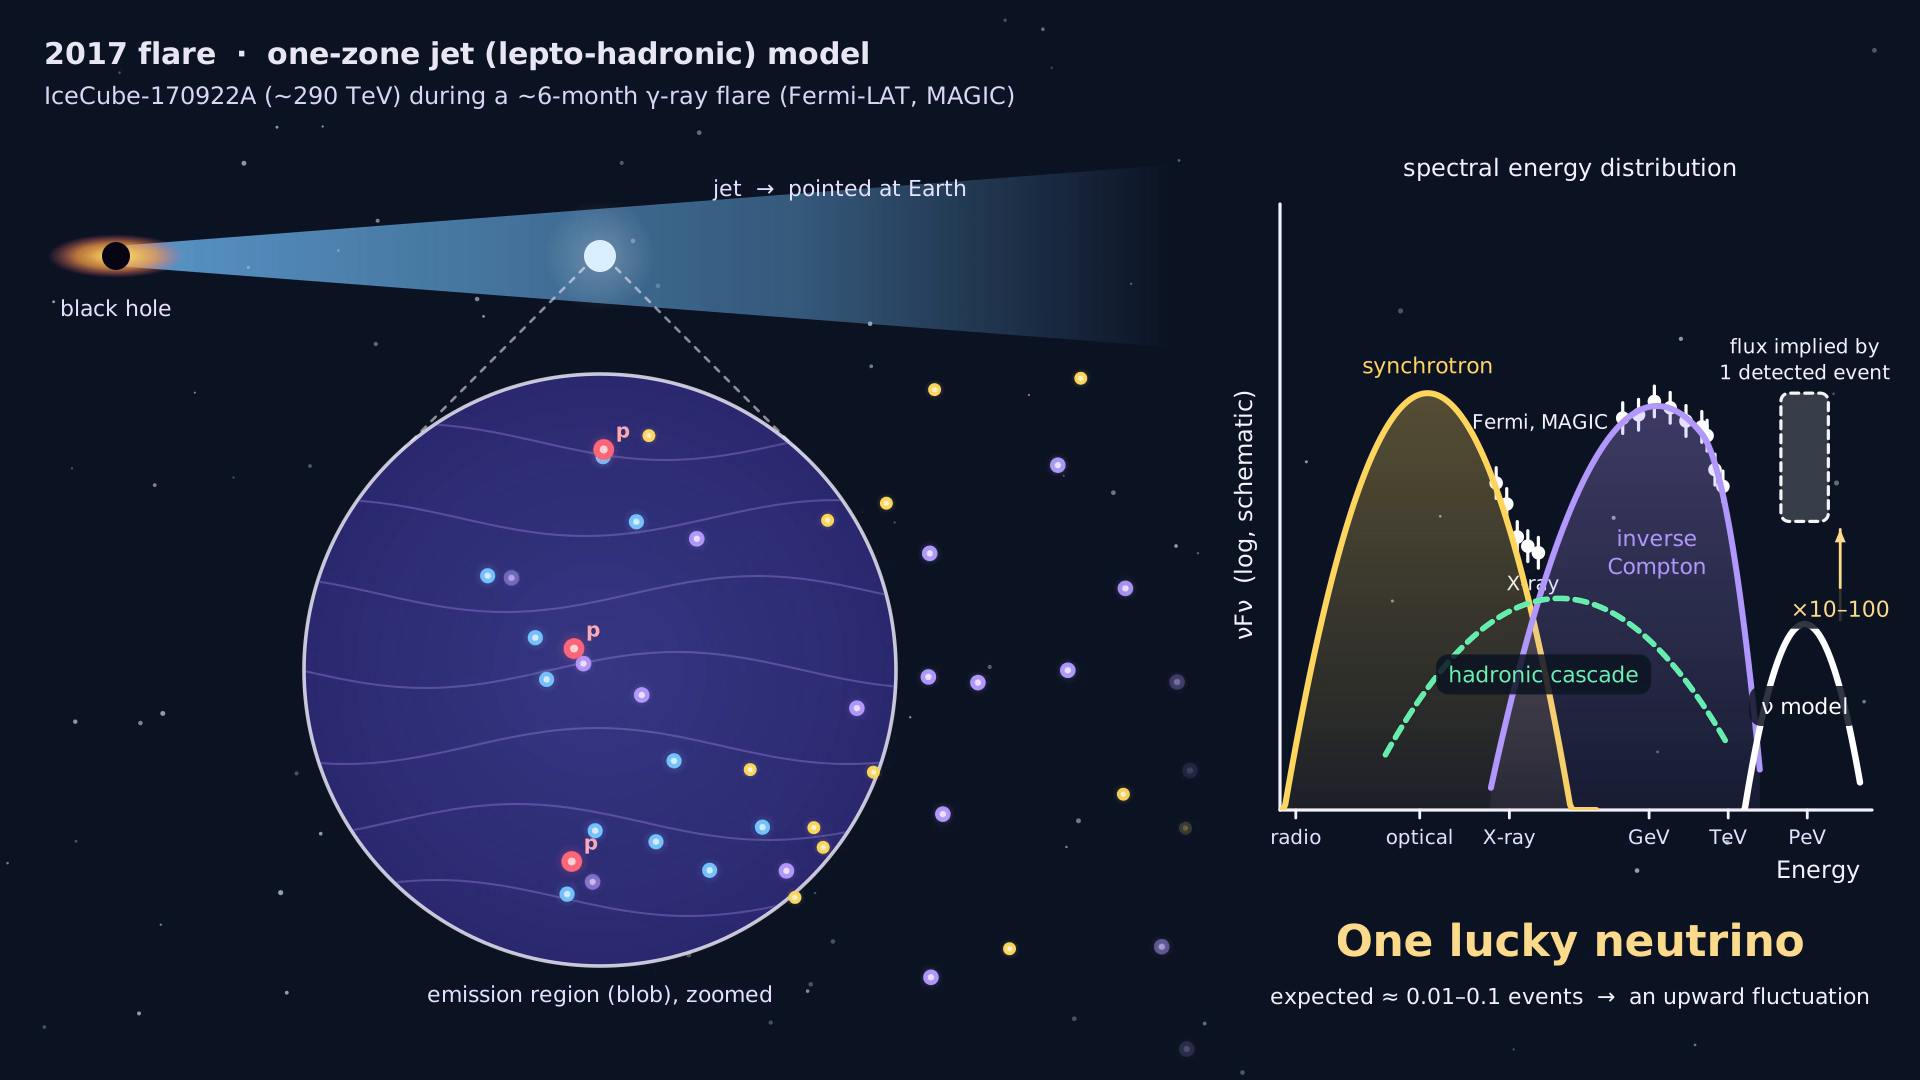 2017 flare · one-zone jet (lepto-hadronic) model
IceCube-170922A (~290 TeV) during a ~6-month γ-ray flare (Fermi-LAT, MAGIC)
jet → pointed at Earth
black hole
p
p
p
emission region (blob), zoomed
spectral energy distribution
flux implied by
1 detected event
synchrotron
Fermi, MAGIC
inverse
Compton
X-ray
×10–100
hadronic cascade
ν model
νFν (log, schematic)
radio optical X-ray GeV TeV PeV
Energy
One lucky neutrino
expected ≈ 0.01–0.1 events → an upward fluctuation